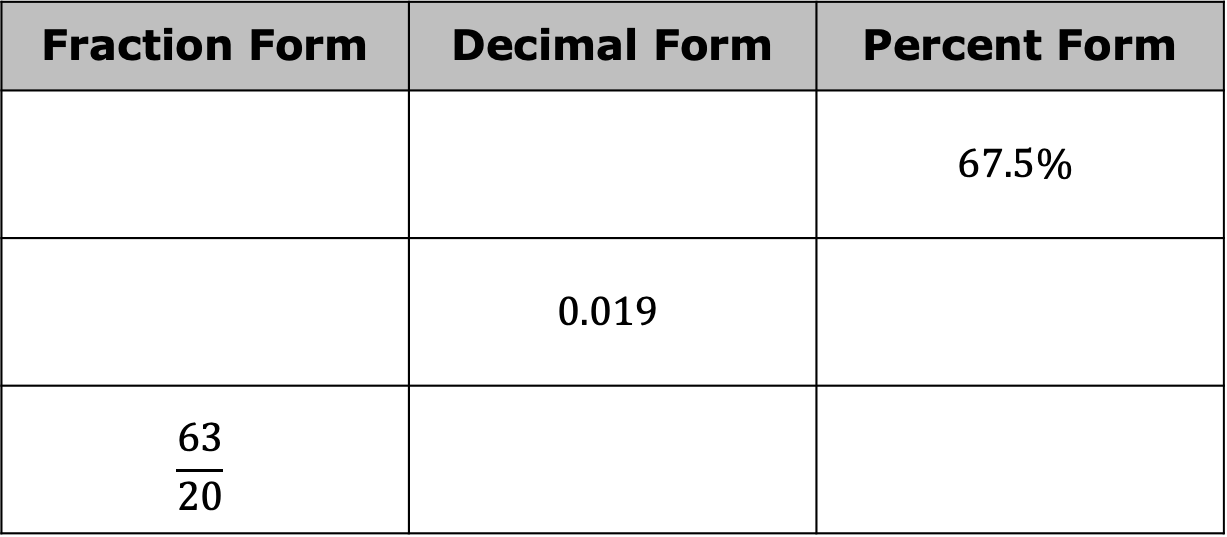 Fraction Form Decimal Form Percent Form
67.5%
0.019
63
20